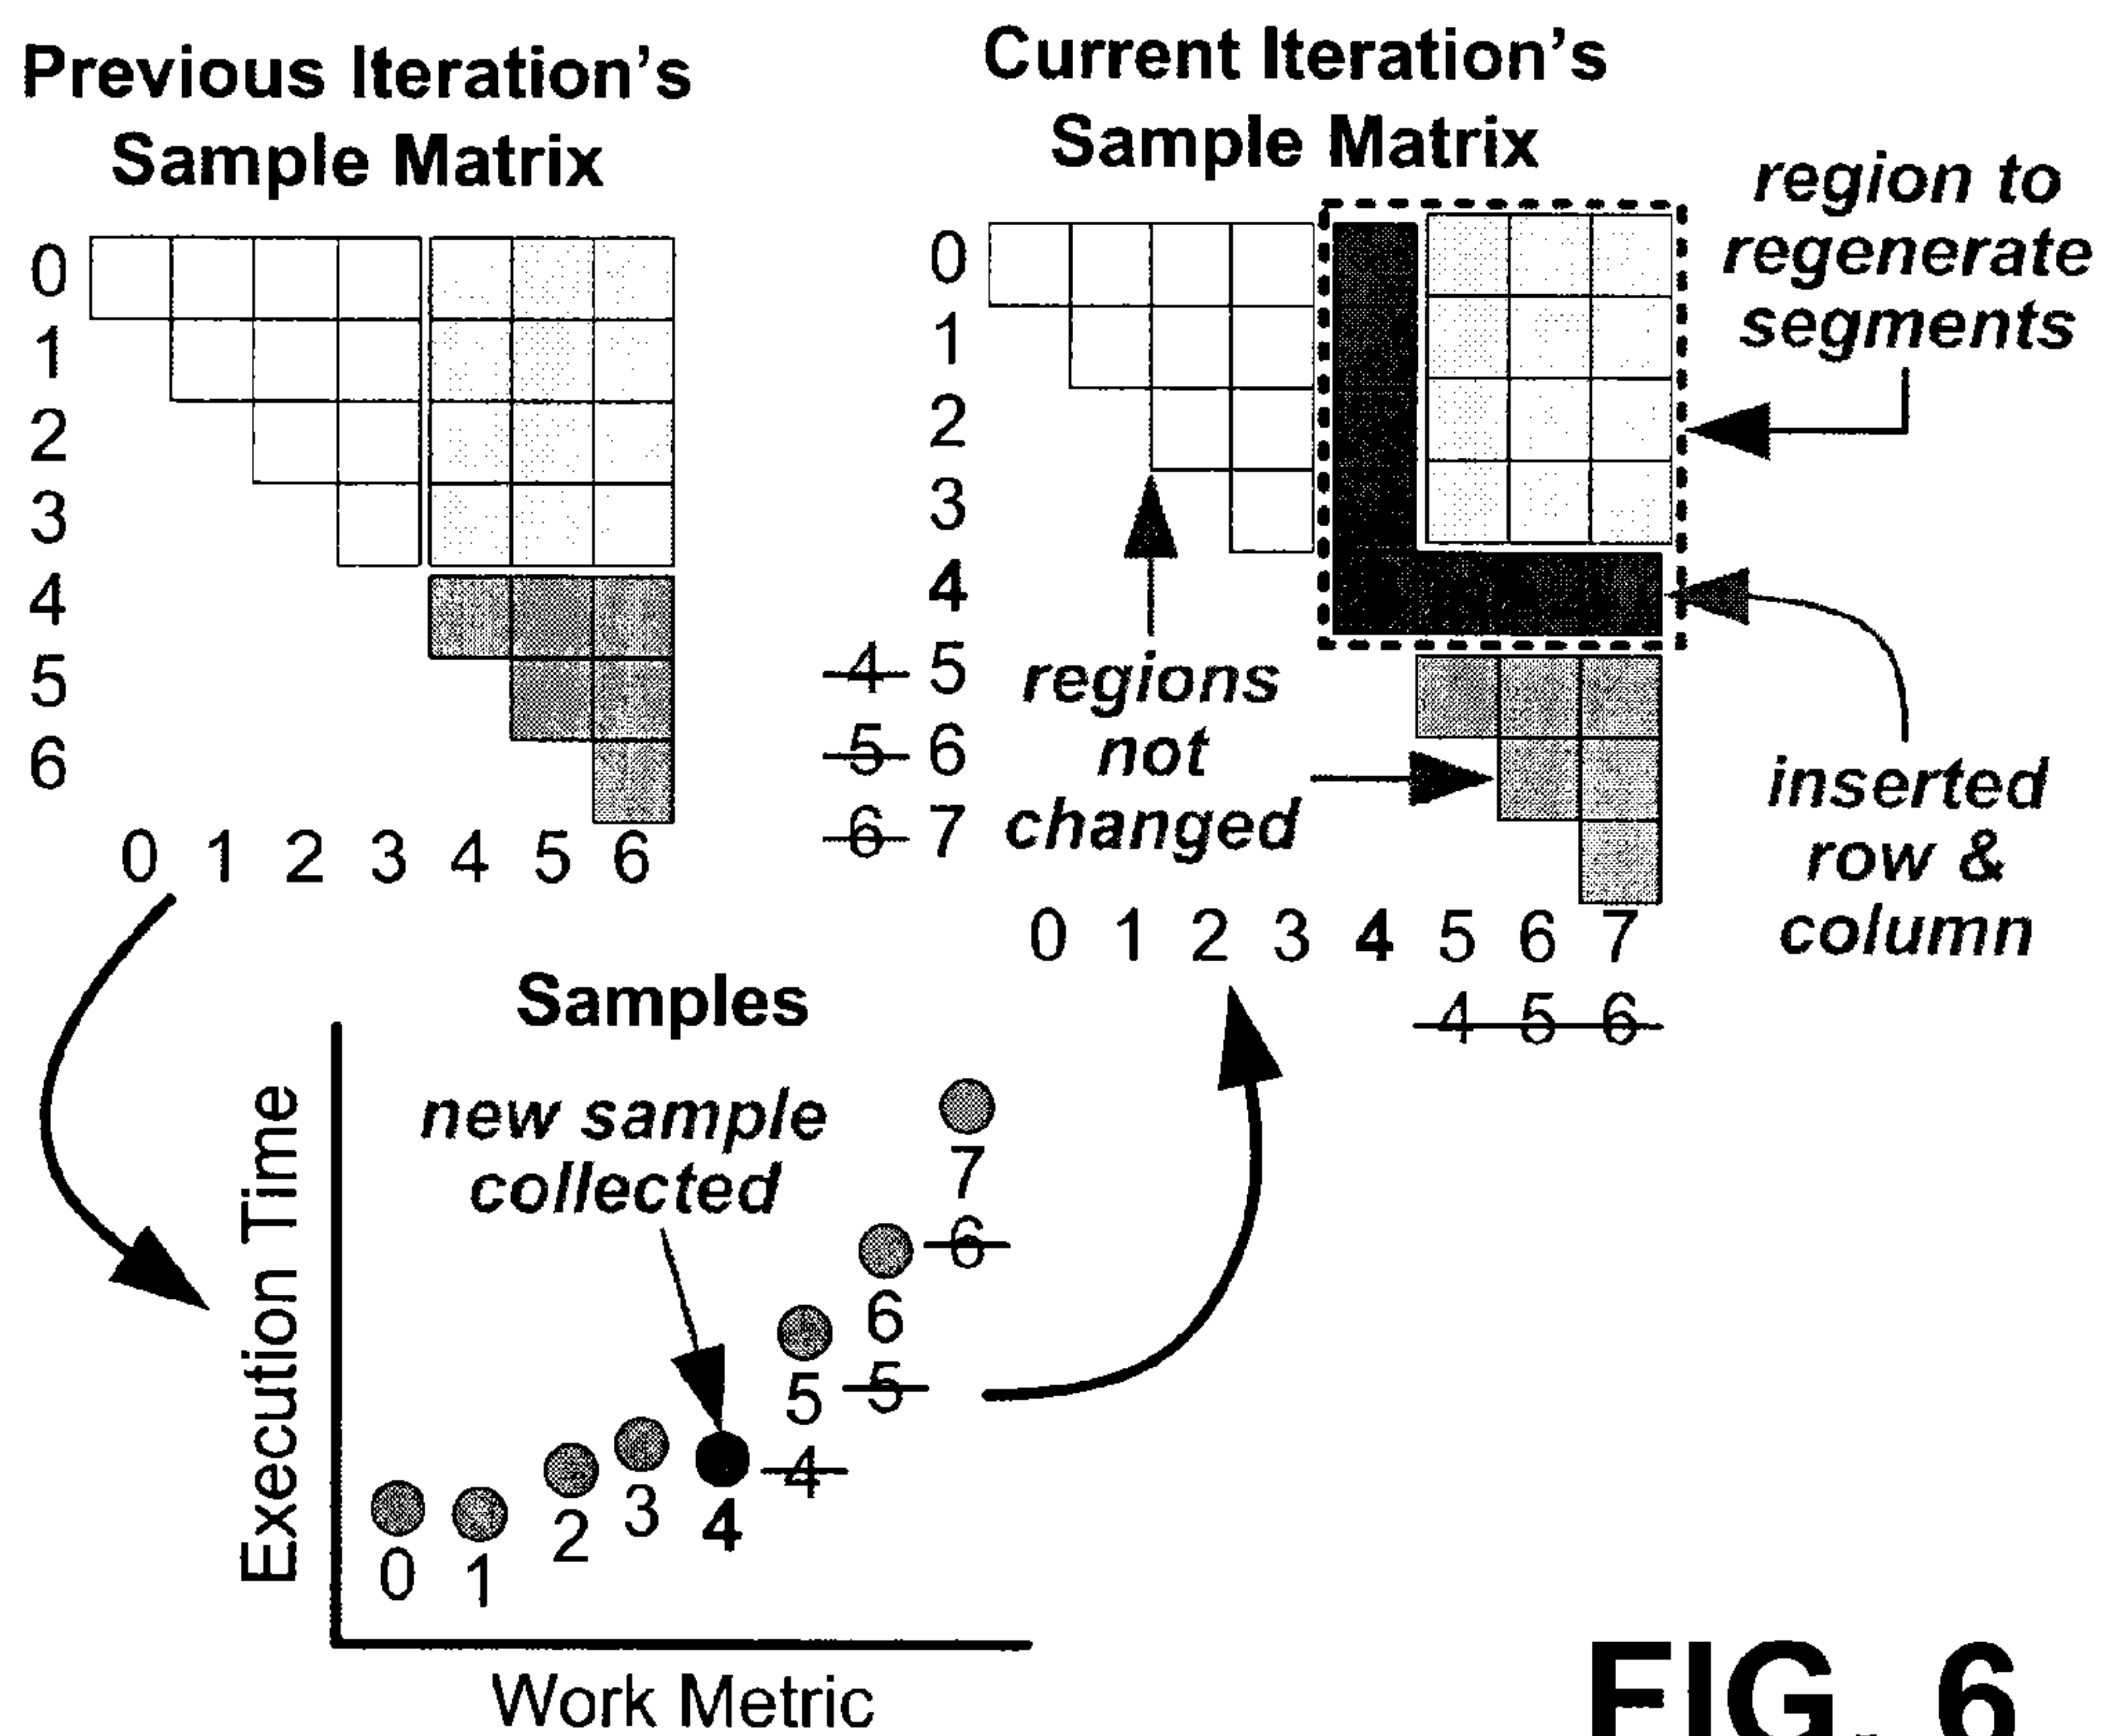 Previous Iteration's
Sample Matrix
0
1
2
3
4
5
6
0 1 2 3 4 5 6
Current Iteration's
Sample Matrix
0
1
2
3
4
4 5
5 6
6 7
0 1 2 3 4 5 6 7
4 5 6
region to
regenerate
segments
regions
not
changed
inserted
row &
column
Samples
new sample
collected
Execution Time
0
1
2
3
4
5
4
6
5
7
6
Work Metric
FIG. 6